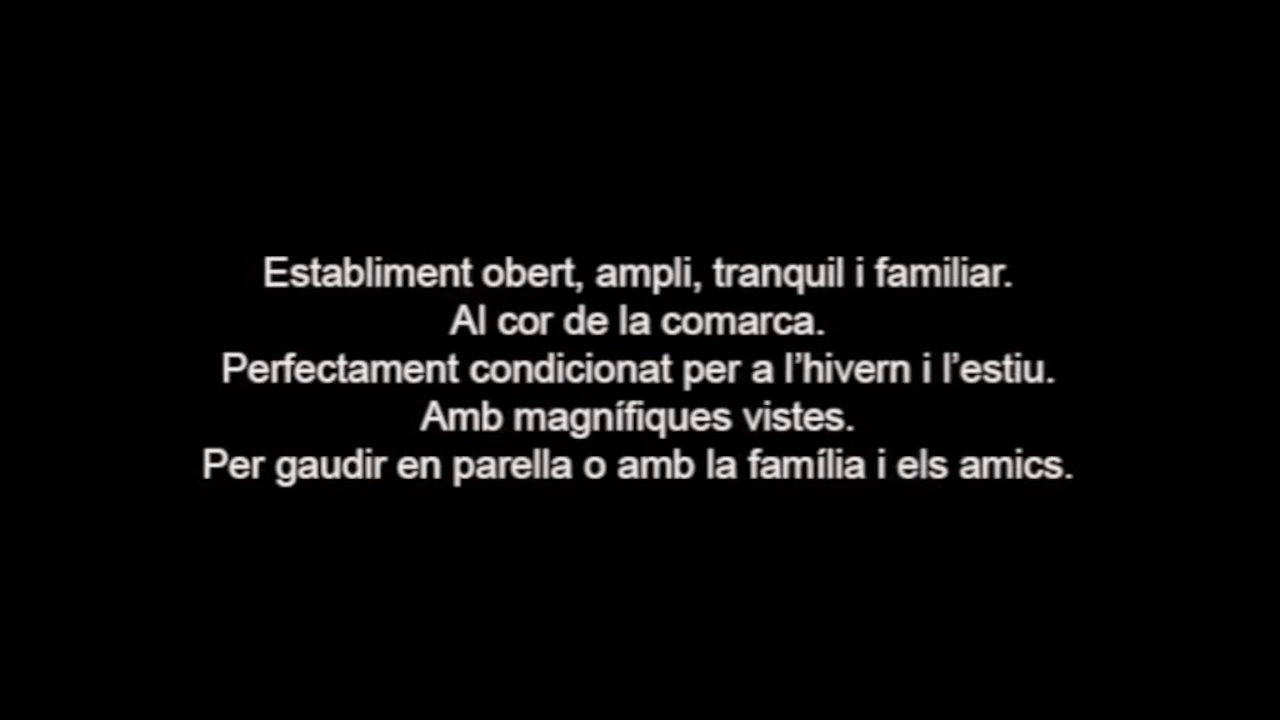 Establiment obert, ampli, tranquil i familiar.
Al cor de la comarca.
Perfectament condicionat per a l’hivern i l’estiu.
Amb magnífiques vistes.
Per gaudir en parella o amb la família i els amics.